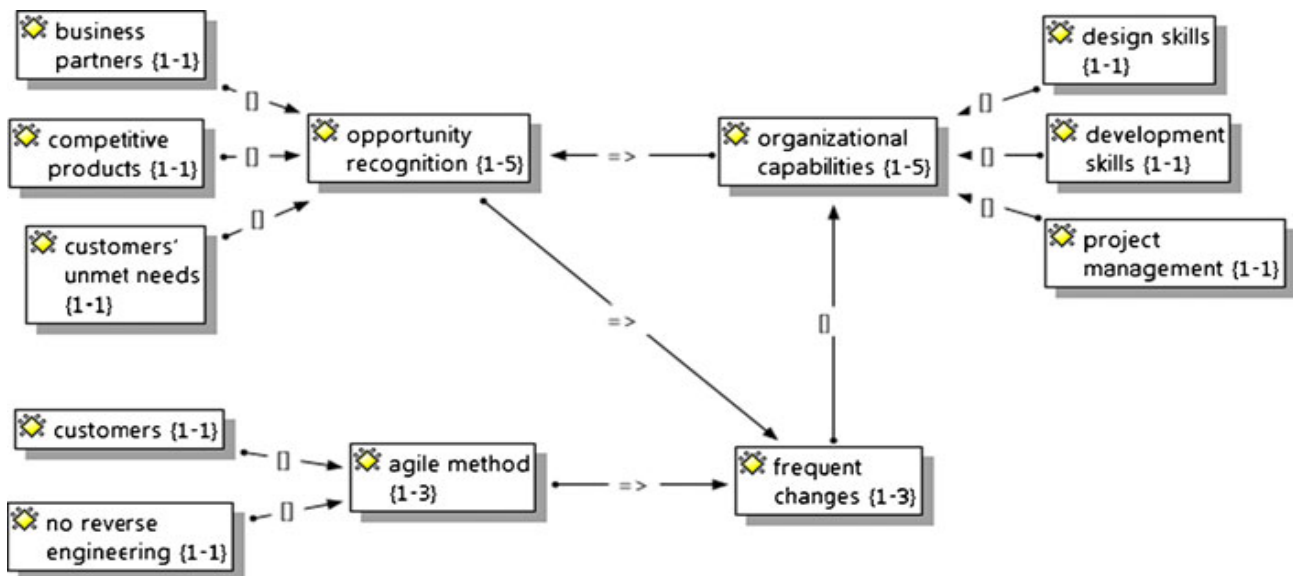 business
partners {1-1}
[]
competitive
products {1-1}
[]
customers'
unmet needs
{1-1}
[]
opportunity
recognition {1-5}
=>
organizational
capabilities {1-5}
design skills
{1-1}
[]
development
skills {1-1}
[]
project
management {1-1}
[]
=>
[]
customers {1-1}
[]
no reverse
engineering {1-1}
[]
agile method
{1-3}
=>
frequent
changes {1-3}